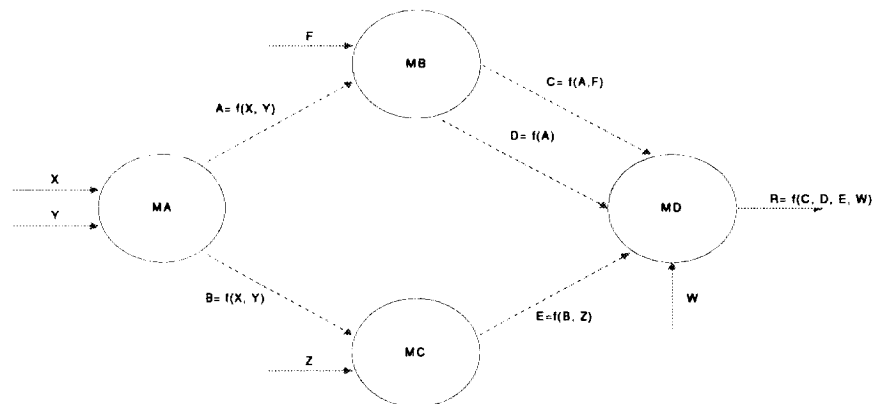 F
MB
C= f(A,F)
A= f(X, Y)
D= f(A)
X
MA
Y
MD
R= f(C, D, E, W)
B= f(X, Y)
E=f(B, Z)
W
MC
Z